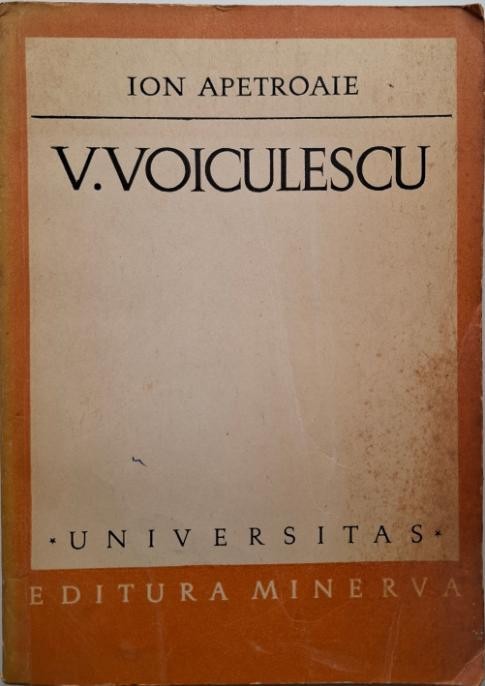 ION APETROAIE
V. VOICULESCU
* UNIVERSITAS *
EDITURA MINERVA